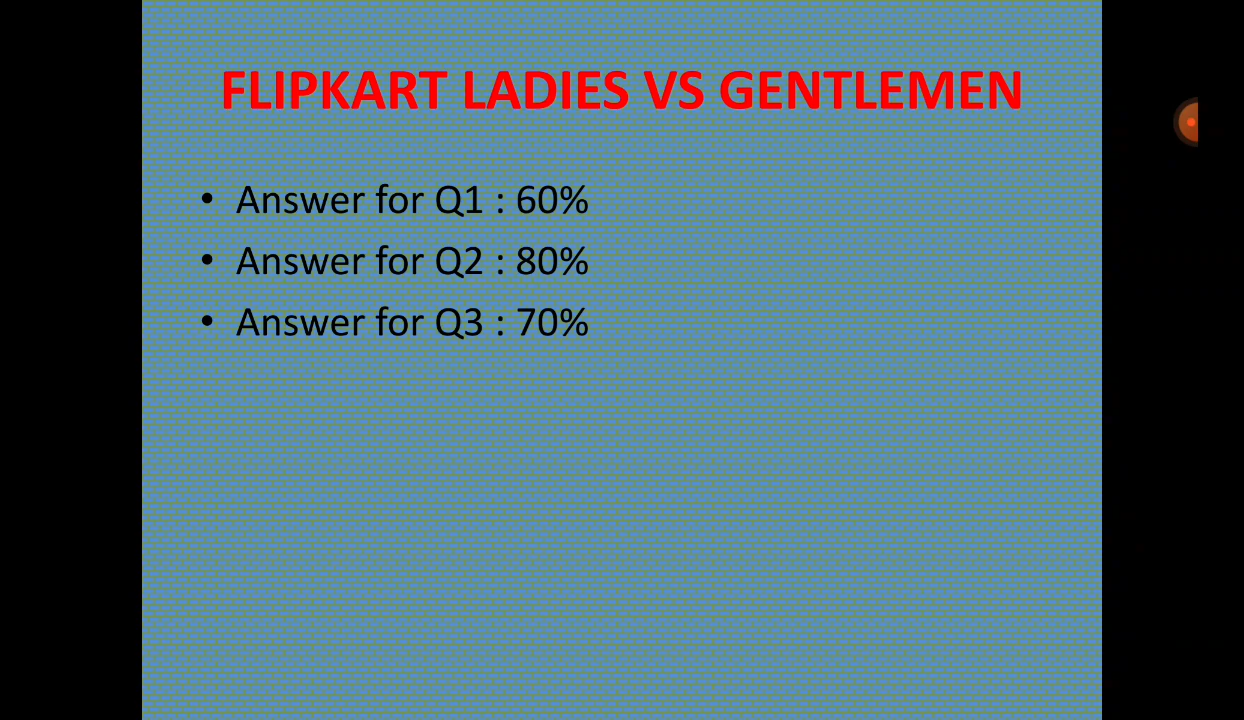 FLIPKART LADIES VS GENTLEMEN
• Answer for Q1 : 60%
• Answer for Q2 : 80%
• Answer for Q3 : 70%